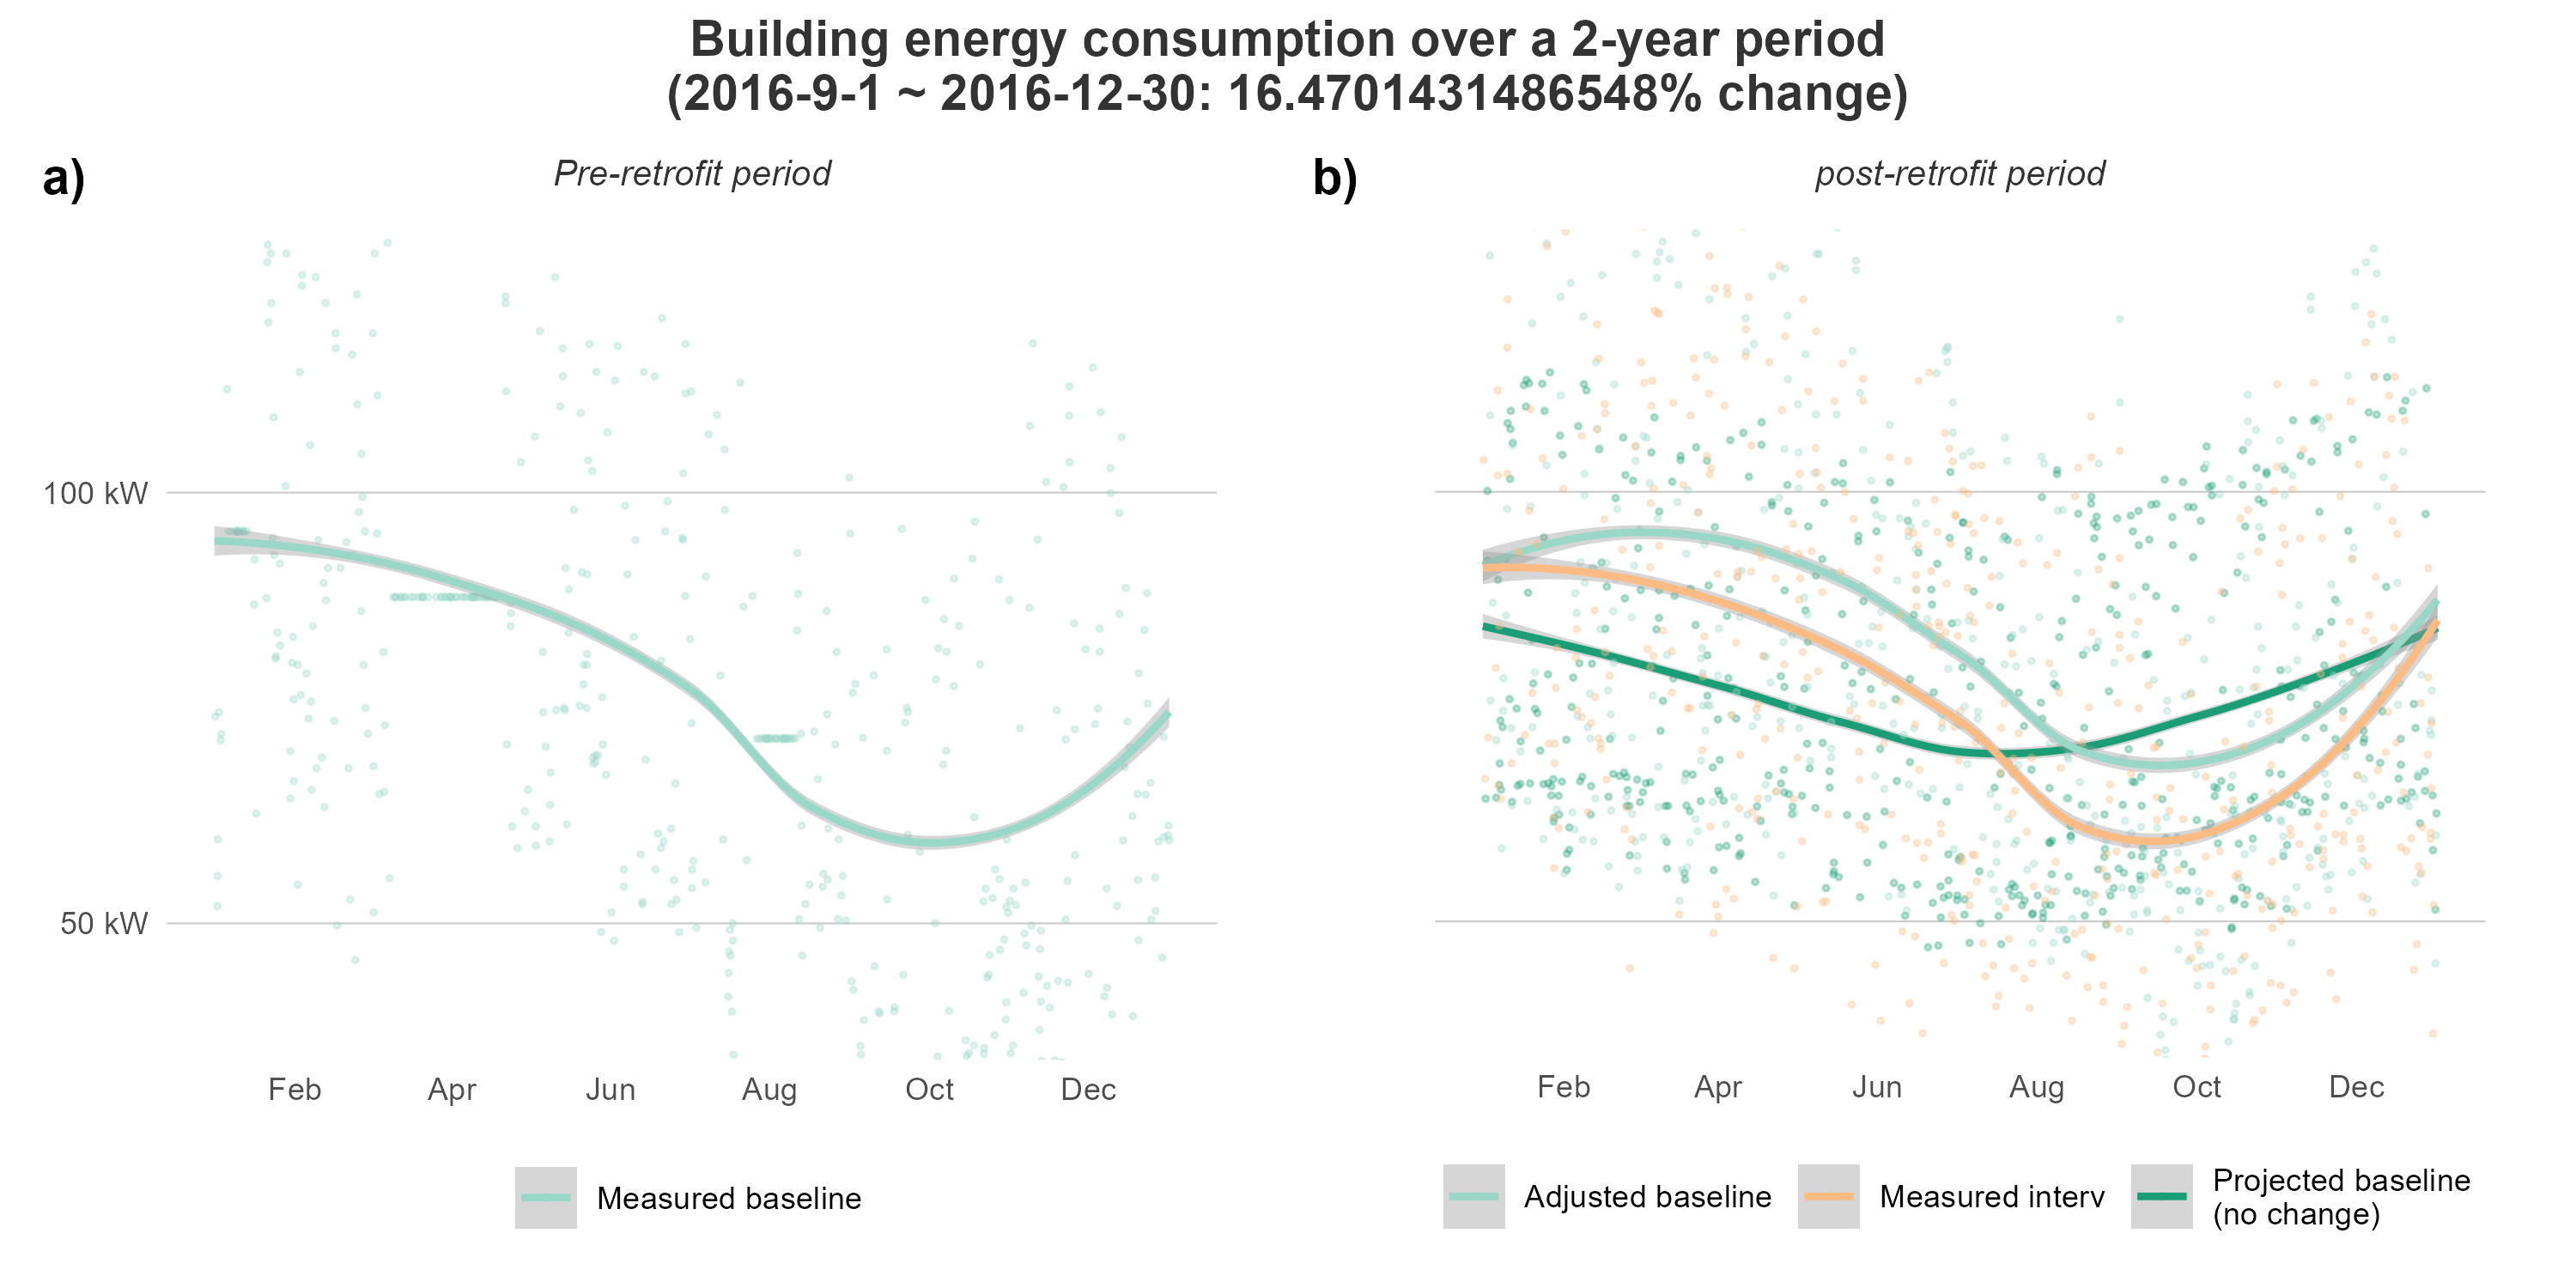 Building energy consumption over a 2-year period
(2016-9-1 ~ 2016-12-30: 16.4701431486548% change)
a)
Pre-retrofit period
100 kW
50 kW
Feb Apr Jun Aug Oct Dec
Measured baseline
b)
post-retrofit period
Feb Apr Jun Aug Oct Dec
Adjusted baseline
Measured interv
Projected baseline
(no change)